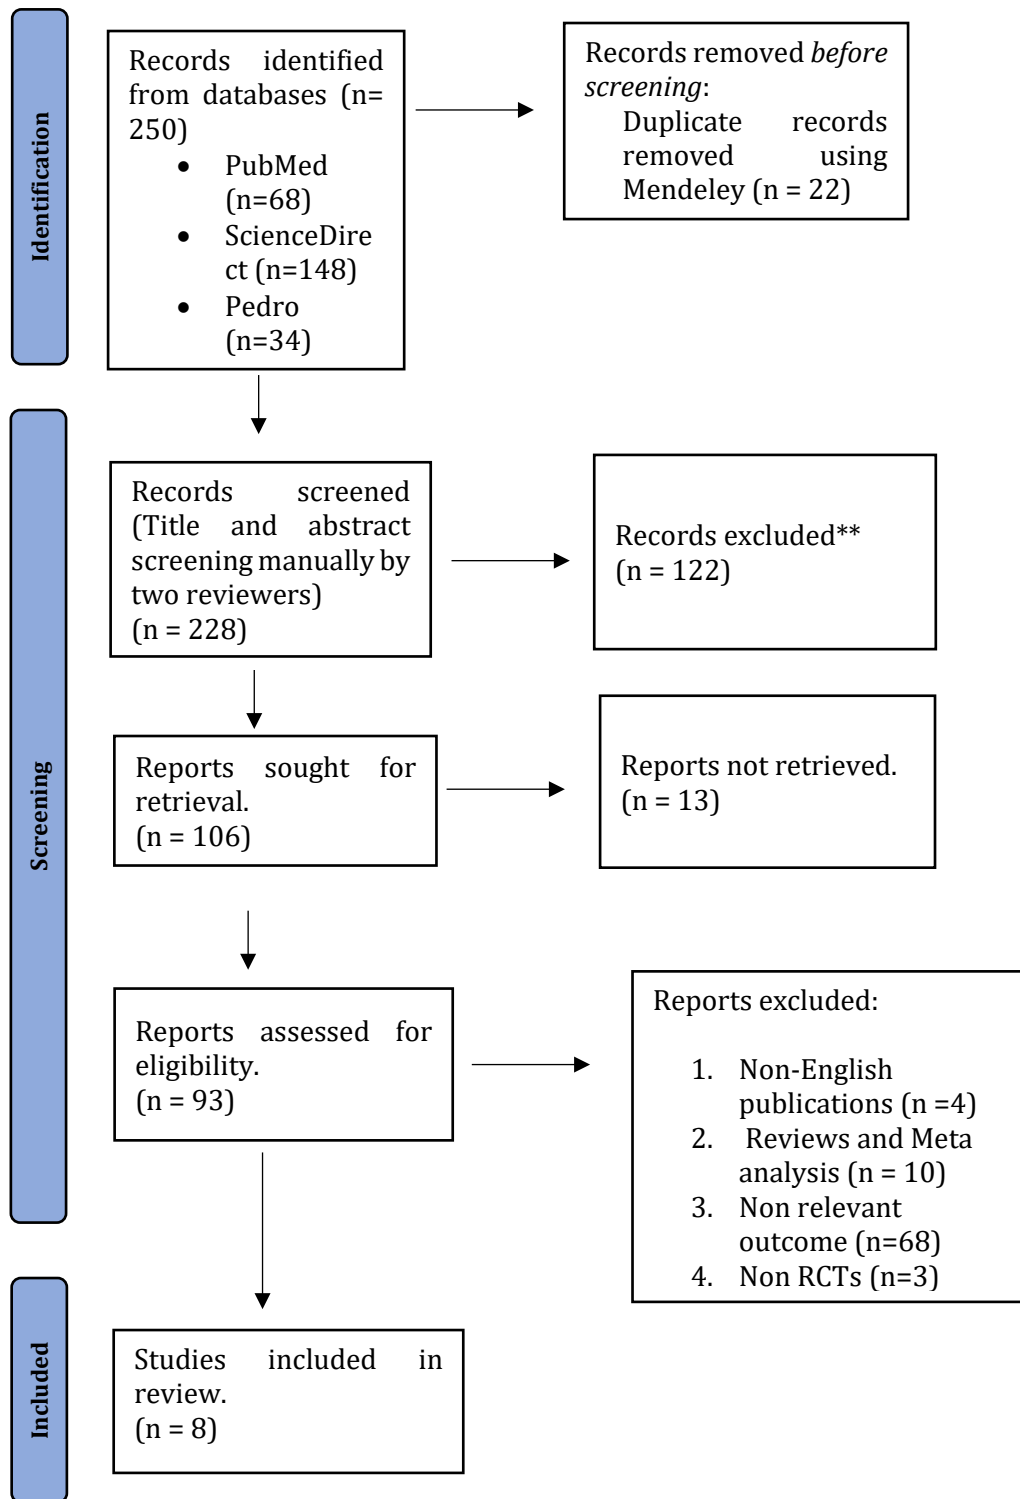 Identification
Records identified
from databases (n=
250)
• PubMed
(n=68)
• ScienceDire
ct (n=148)
• Pedro
(n=34)
Records removed before
screening:
Duplicate records
removed using
Mendeley (n = 22)
Screening
Records screened
(Title and abstract
screening manually by
two reviewers)
(n = 228)
Records excluded**
(n = 122)
Reports sought for
retrieval.
(n = 106)
Reports not retrieved.
(n = 13)
Reports assessed for
eligibility.
(n = 93)
Reports excluded:
1. Non-English
publications (n =4)
2. Reviews and Meta
analysis (n = 10)
3. Non relevant
outcome (n=68)
4. Non RCTs (n=3)
Included
Studies included in
review.
(n = 8)